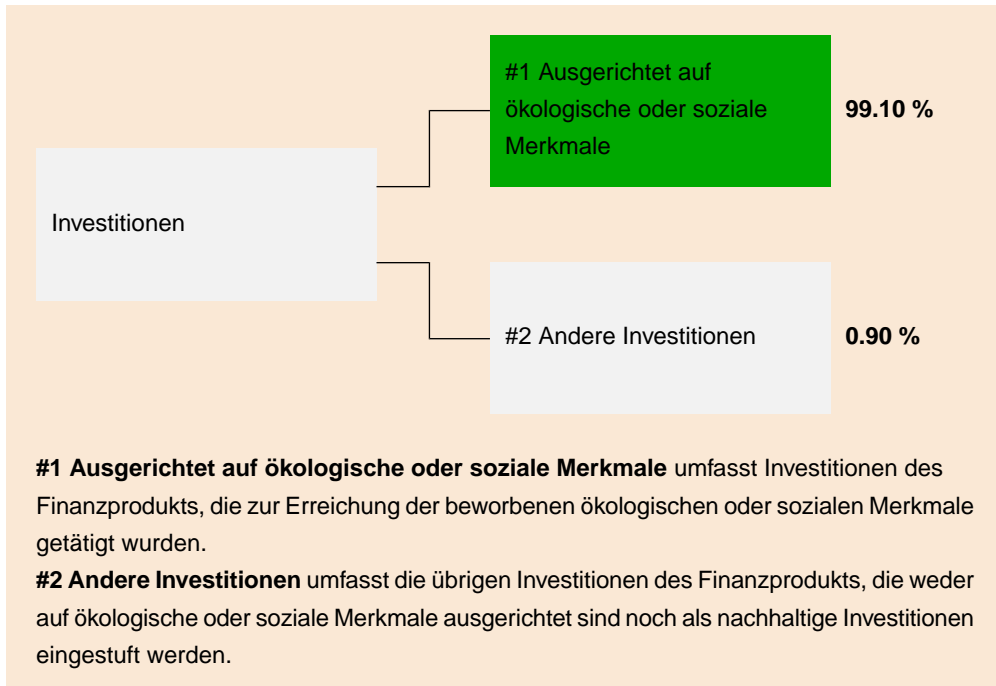 #1 Ausgerichtet auf
ökologische oder soziale
Merkmale
99.10 %
Investitionen
#2 Andere Investitionen
0.90 %
#1 Ausgerichtet auf ökologische oder soziale Merkmale umfasst Investitionen des
Finanzprodukts, die zur Erreichung der beworbenen ökologischen oder sozialen Merkmale
getätigt wurden.
#2 Andere Investitionen umfasst die übrigen Investitionen des Finanzprodukts, die weder
auf ökologische oder soziale Merkmale ausgerichtet sind noch als nachhaltige Investitionen
eingestuft werden.